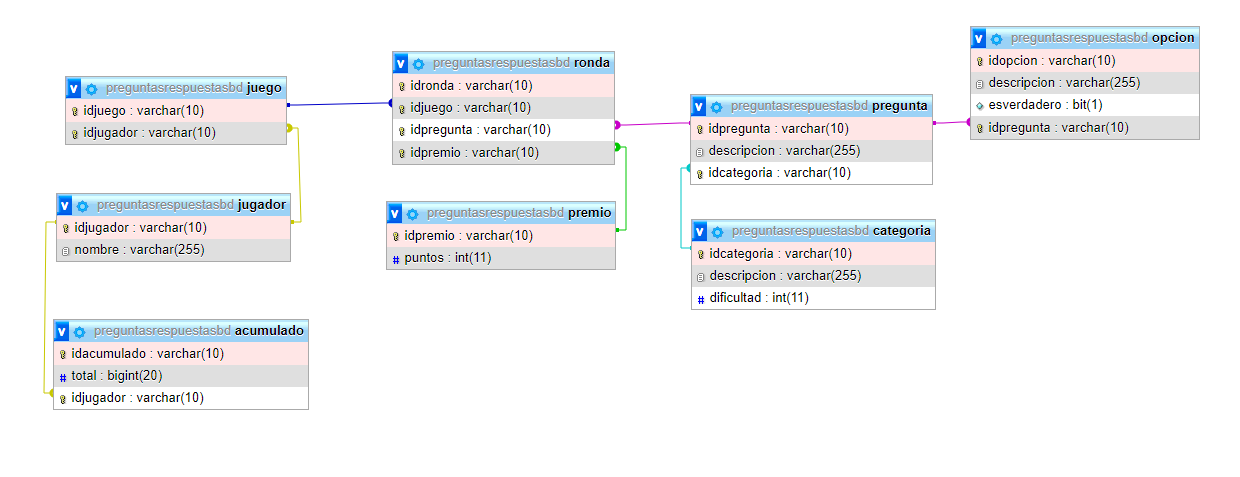 v preguntasrespuestasbd juego
idjuego : varchar(10)
idjugador : varchar(10)
v preguntasrespuestasbd jugador
idjugador : varchar(10)
nombre : varchar(255)
v preguntasrespuestasbd acumulado
idacumulado : varchar(10)
# total : bigint(20)
idjugador : varchar(10)
v preguntasrespuestasbd ronda
idronda : varchar(10)
idjuego : varchar(10)
idpregunta : varchar(10)
idpremio : varchar(10)
v preguntasrespuestasbd premio
idpremio : varchar(10)
# puntos : int(11)
v preguntasrespuestasbd pregunta
idpregunta : varchar(10)
descripcion : varchar(255)
idcategoria : varchar(10)
v preguntasrespuestasbd categoria
idcategoria : varchar(10)
descripcion : varchar(255)
# dificultad : int(11)
v preguntasrespuestasbd opcion
idopcion : varchar(10)
descripcion : varchar(255)
esverdadero : bit(1)
idpregunta : varchar(10)